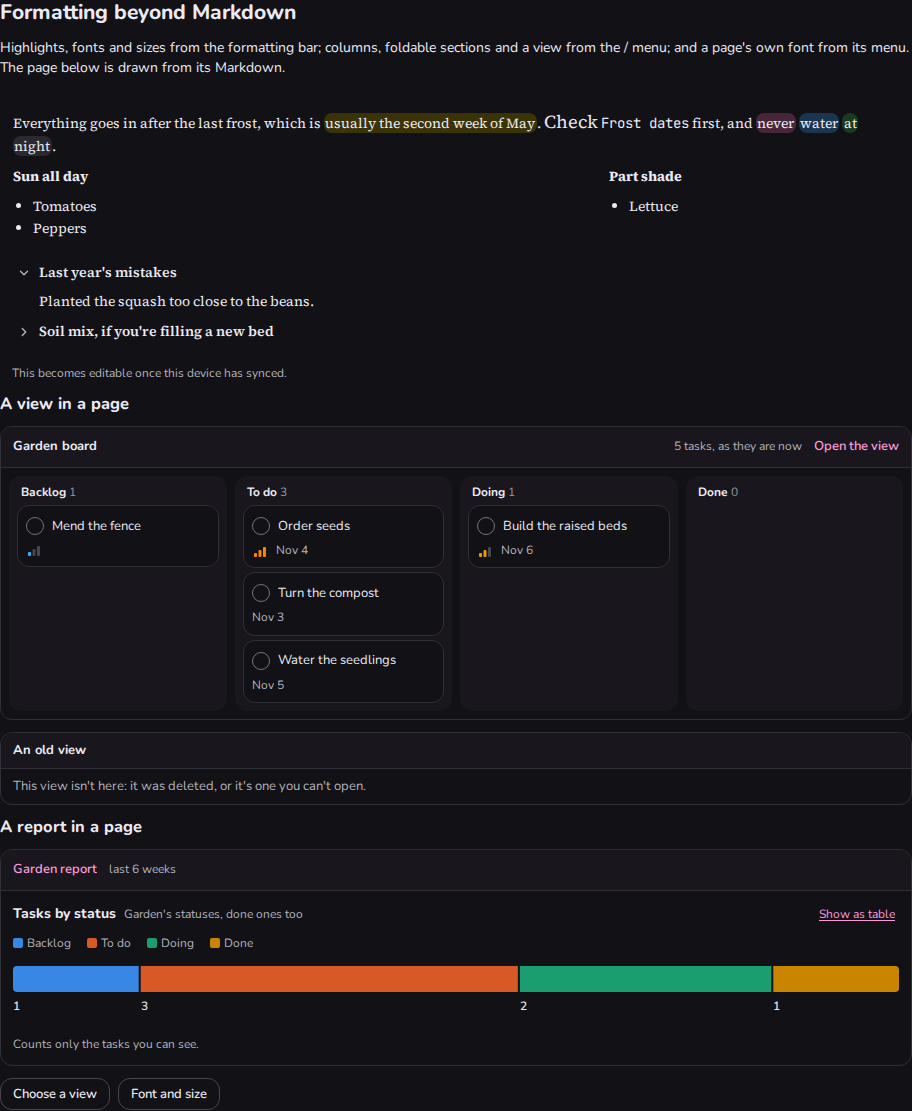 Formatting beyond Markdown
Highlights, fonts and sizes from the formatting bar; columns, foldable sections and a view from the / menu; and a page's own font from its menu.
The page below is drawn from its Markdown.
Everything goes in after the last frost, which is usually the second week of May. Check Frost dates first, and never water at
night.
Sun all day
Tomatoes
Peppers
Part shade
Lettuce
Last year's mistakes
Planted the squash too close to the beans.
Soil mix, if you're filling a new bed
This becomes editable once this device has synced.
A view in a page
Garden board
5 tasks, as they are now Open the view
Backlog 1
Mend the fence
To do 3
Order seeds
Nov 4
Turn the compost
Nov 3
Water the seedlings
Nov 5
Doing 1
Build the raised beds
Nov 6
Done 0
An old view
This view isn't here: it was deleted, or it's one you can't open.
A report in a page
Garden report last 6 weeks
Tasks by status Garden's statuses, done ones too
Show as table
Backlog To do Doing Done
1 3 2 1
Counts only the tasks you can see.
Choose a view Font and size